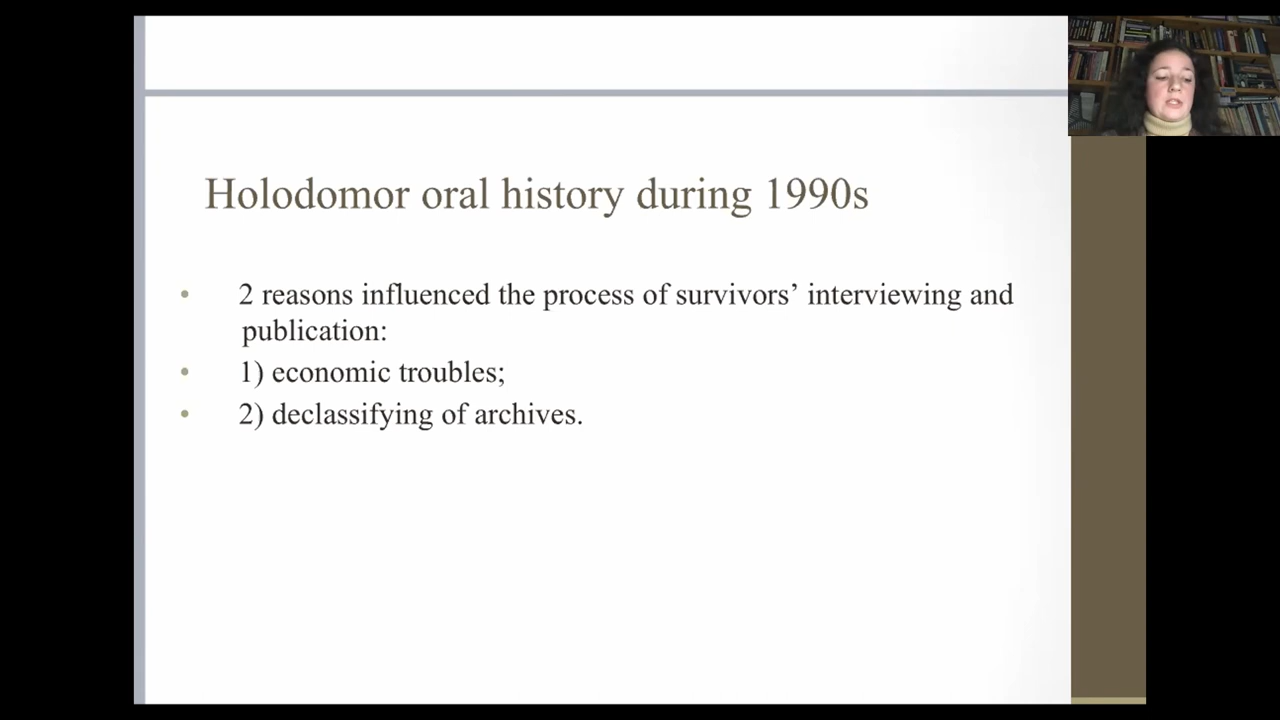 Holodomor oral history during 1990s
• 2 reasons influenced the process of survivors’ interviewing and
publication:
• 1) economic troubles;
• 2) declassifying of archives.